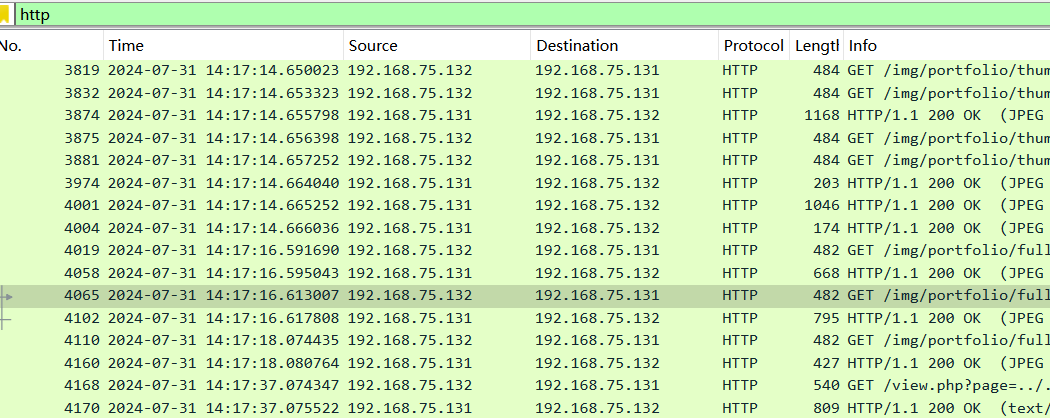 http
No. Time Source Destination Protocol Lengtl Info
3819 2024-07-31 14:17:14.650023 192.168.75.132 192.168.75.131 HTTP 484 GET /img/portfolio/thum
3832 2024-07-31 14:17:14.653323 192.168.75.132 192.168.75.131 HTTP 484 GET /img/portfolio/thum
3874 2024-07-31 14:17:14.655798 192.168.75.131 192.168.75.132 HTTP 1168 HTTP/1.1 200 OK (JPEG
3875 2024-07-31 14:17:14.656398 192.168.75.132 192.168.75.131 HTTP 484 GET /img/portfolio/thum
3881 2024-07-31 14:17:14.657252 192.168.75.132 192.168.75.131 HTTP 484 GET /img/portfolio/thum
3974 2024-07-31 14:17:14.664040 192.168.75.131 192.168.75.132 HTTP 203 HTTP/1.1 200 OK (JPEG
4001 2024-07-31 14:17:14.665252 192.168.75.131 192.168.75.132 HTTP 1046 HTTP/1.1 200 OK (JPEG
4004 2024-07-31 14:17:14.666036 192.168.75.131 192.168.75.132 HTTP 174 HTTP/1.1 200 OK (JPEG
4019 2024-07-31 14:17:16.591690 192.168.75.132 192.168.75.131 HTTP 482 GET /img/portfolio/full
4058 2024-07-31 14:17:16.595043 192.168.75.131 192.168.75.132 HTTP 668 HTTP/1.1 200 OK (JPEG
4065 2024-07-31 14:17:16.613007 192.168.75.132 192.168.75.131 HTTP 482 GET /img/portfolio/full
4102 2024-07-31 14:17:16.617808 192.168.75.131 192.168.75.132 HTTP 795 HTTP/1.1 200 OK (JPEG
4110 2024-07-31 14:17:18.074435 192.168.75.132 192.168.75.131 HTTP 482 GET /img/portfolio/full
4160 2024-07-31 14:17:18.080764 192.168.75.131 192.168.75.132 HTTP 427 HTTP/1.1 200 OK (JPEG
4168 2024-07-31 14:17:37.074347 192.168.75.132 192.168.75.131 HTTP 540 GET /view.php?page=../.
4170 2024-07-31 14:17:37.075522 192.168.75.131 192.168.75.132 HTTP 809 HTTP/1.1 200 OK (text/